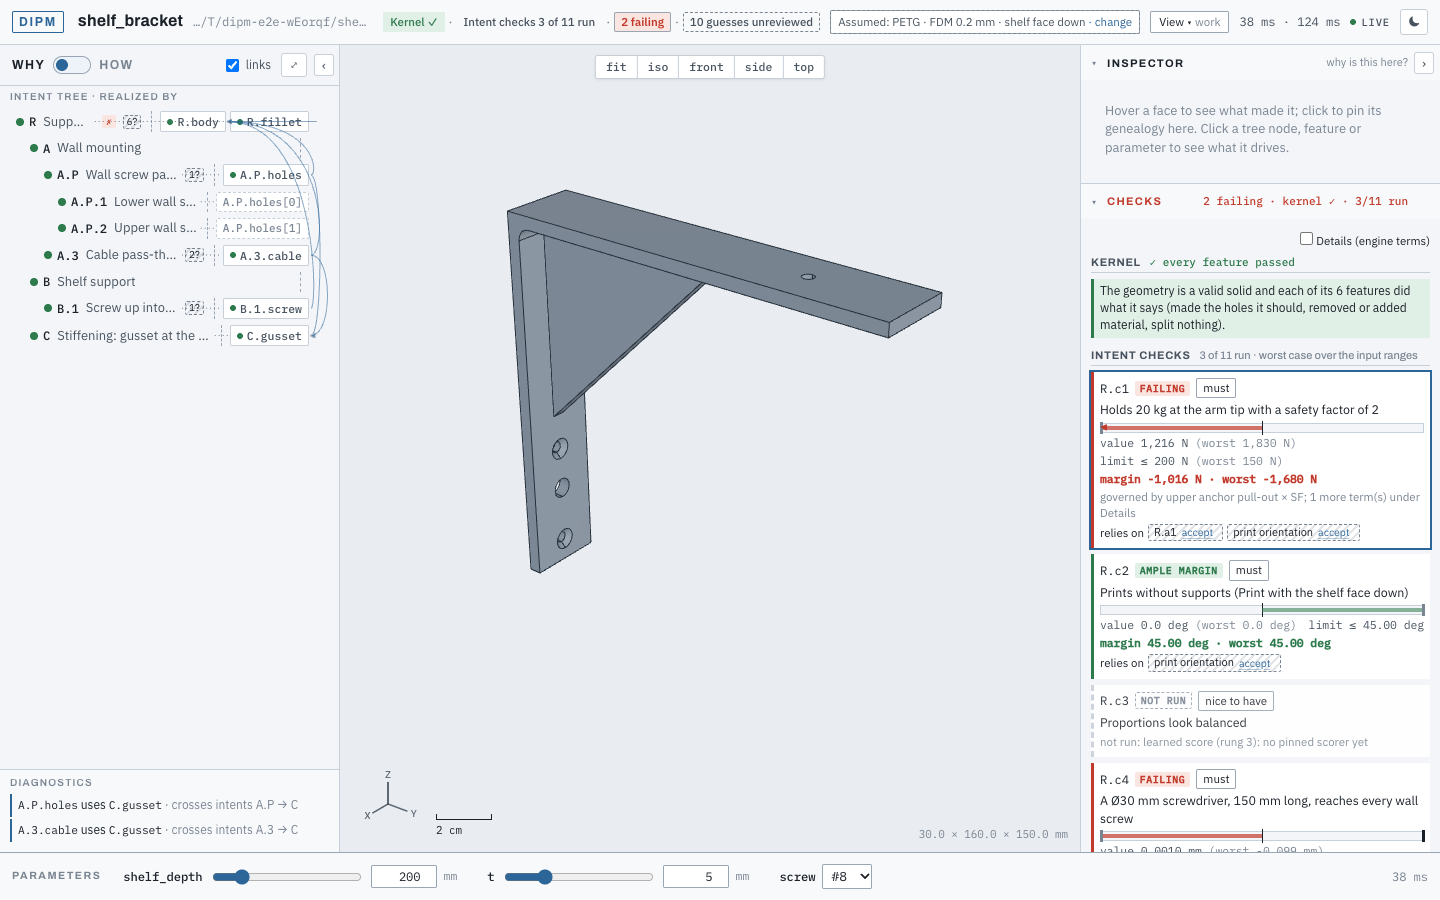 DIPM shelf_bracket …/T/dipm-e2e-wEorqf/she… Kernel ✓ · Intent checks 3 of 11 run · 2 failing · 10 guesses unreviewed Assumed: PETG · FDM 0.2 mm · shelf face down · change View • work 38 ms · 124 ms LIVE
WHY HOW links
INTENT TREE · REALIZED BY
R Supp… ✗ 6? R.body R.fillet
A Wall mounting
A.P Wall screw pa… 1? A.P.holes
A.P.1 Lower wall s… A.P.holes[0]
A.P.2 Upper wall s… A.P.holes[1]
A.3 Cable pass-th… 2? A.3.cable
B Shelf support
B.1 Screw up into… 1? B.1.screw
C Stiffening: gusset at the … C.gusset
DIAGNOSTICS
A.P.holes uses C.gusset · crosses intents A.P → C
A.3.cable uses C.gusset · crosses intents A.3 → C
fit iso front side top
Z
X Y
2 cm
30.0 × 160.0 × 150.0 mm
INSPECTOR why is this here?
Hover a face to see what made it; click to pin its
genealogy here. Click a tree node, feature or
parameter to see what it drives.
CHECKS 2 failing · kernel ✓ · 3/11 run
Details (engine terms)
KERNEL ✓ every feature passed
The geometry is a valid solid and each of its 6 features did
what it says (made the holes it should, removed or added
material, split nothing).
INTENT CHECKS 3 of 11 run · worst case over the input ranges
R.c1 FAILING must
Holds 20 kg at the arm tip with a safety factor of 2
value 1,216 N (worst 1,830 N)
limit ≤ 200 N (worst 150 N)
margin -1,016 N · worst -1,680 N
governed by upper anchor pull-out × SF; 1 more term(s) under
Details
relies on R.a1 accept print orientation accept
R.c2 AMPLE MARGIN must
Prints without supports (Print with the shelf face down)
value 0.0 deg (worst 0.0 deg) limit ≤ 45.00 deg
margin 45.00 deg · worst 45.00 deg
relies on print orientation accept
R.c3 NOT RUN nice to have
Proportions look balanced
not run: learned score (rung 3): no pinned scorer yet
R.c4 FAILING must
A Ø30 mm screwdriver, 150 mm long, reaches every wall
screw
value 0.0010 mm (worst -0.099 mm)
PARAMETERS shelf_depth 200 mm t 5 mm screw #8 38 ms